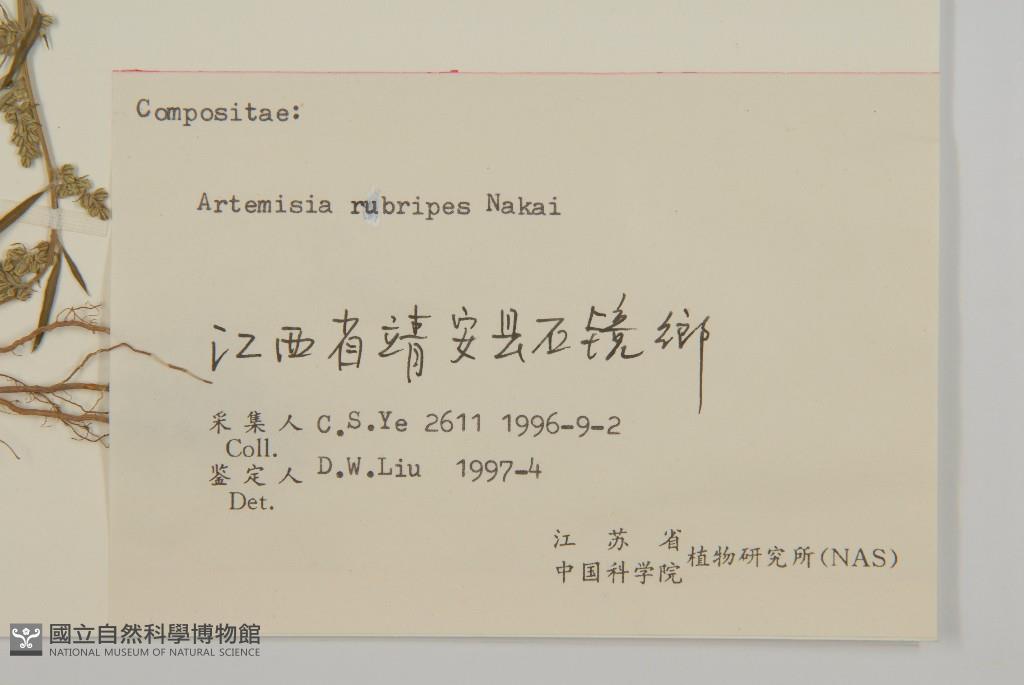 Compositae:
Artemisia rubripes Nakai
江西省靖安县石镜鄉
采集人 C.S.Ye 2611 1996-9-2
Coll.
鉴定人 D.W.Liu 1997-4
Det.
江苏省
中国科学院 植物研究所(NAS)
國立自然科學博物館
NATIONAL MUSEUM OF NATURAL SCIENCE